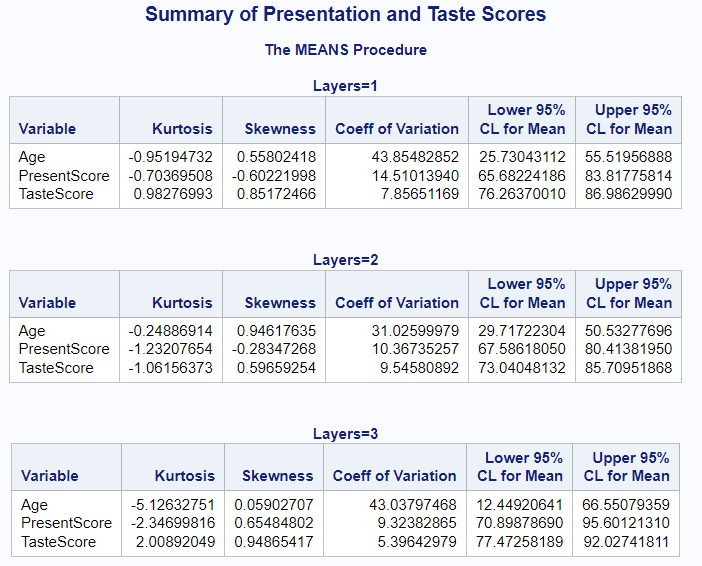 Summary of Presentation and Taste Scores
The MEANS Procedure
Layers=1
Variable Kurtosis Skewness Coeff of Variation Lower 95% CL for Mean Upper 95% CL for Mean
Age -0.95194732 0.55802418 43.85482852 25.73043112 55.51956888
PresentScore -0.70369508 -0.60221998 14.51013940 65.68224186 83.81775814
TasteScore 0.98276993 0.85172466 7.85651169 76.26370010 86.98629990
Layers=2
Variable Kurtosis Skewness Coeff of Variation Lower 95% CL for Mean Upper 95% CL for Mean
Age -0.24886914 0.94617635 31.02599979 29.71722304 50.53277696
PresentScore -1.23207654 -0.28347268 10.36735257 67.58618050 80.41381950
TasteScore -1.06156373 0.59659254 9.54580892 73.04048132 85.70951868
Layers=3
Variable Kurtosis Skewness Coeff of Variation Lower 95% CL for Mean Upper 95% CL for Mean
Age -5.12632751 0.05902707 43.03797468 12.44920641 66.55079359
PresentScore -2.34699816 0.65484802 9.32382865 70.89878690 95.60121310
TasteScore 2.00892049 0.94865417 5.39642979 77.47258189 92.02741811